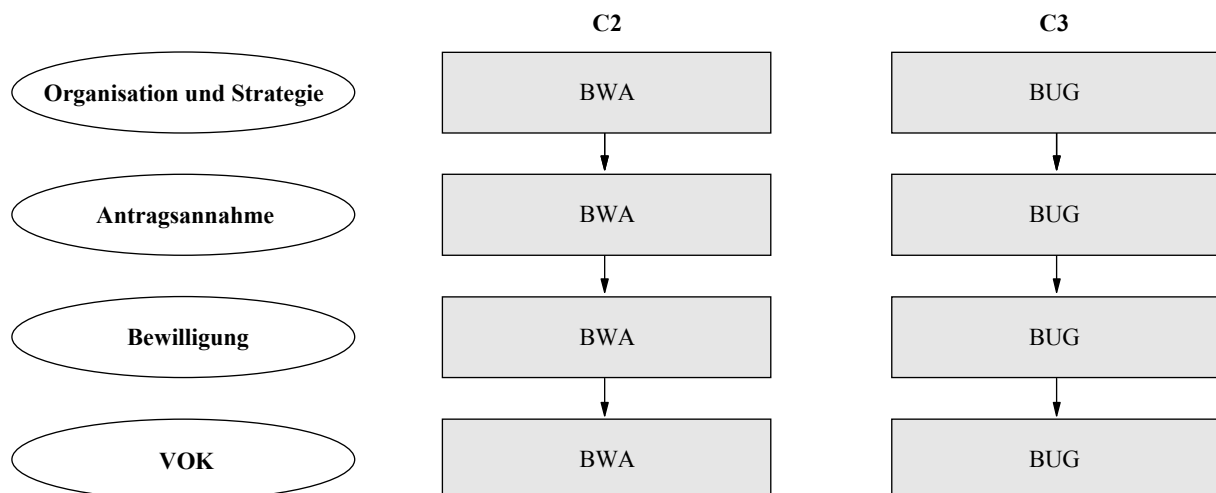 C2 C3
Organisation und Strategie BWA BUG
Antragsannahme BWA BUG
Bewilligung BWA BUG
VOK BWA BUG